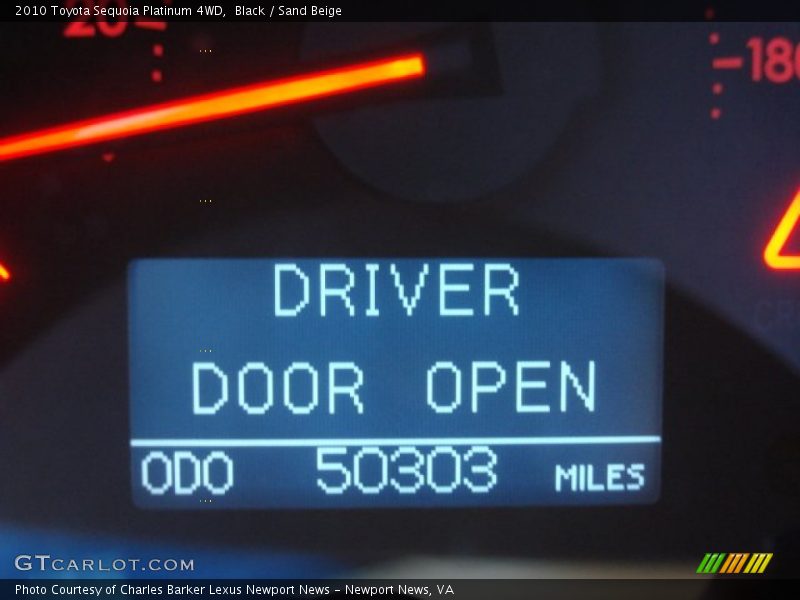 2010 Toyota Sequoia Platinum 4WD, Black / Sand Beige
20
180
DRIVER
DOOR OPEN
ODO 50303 MILES
GTCARLOT.COM
Photo Courtesy of Charles Barker Lexus Newport News - Newport News, VA